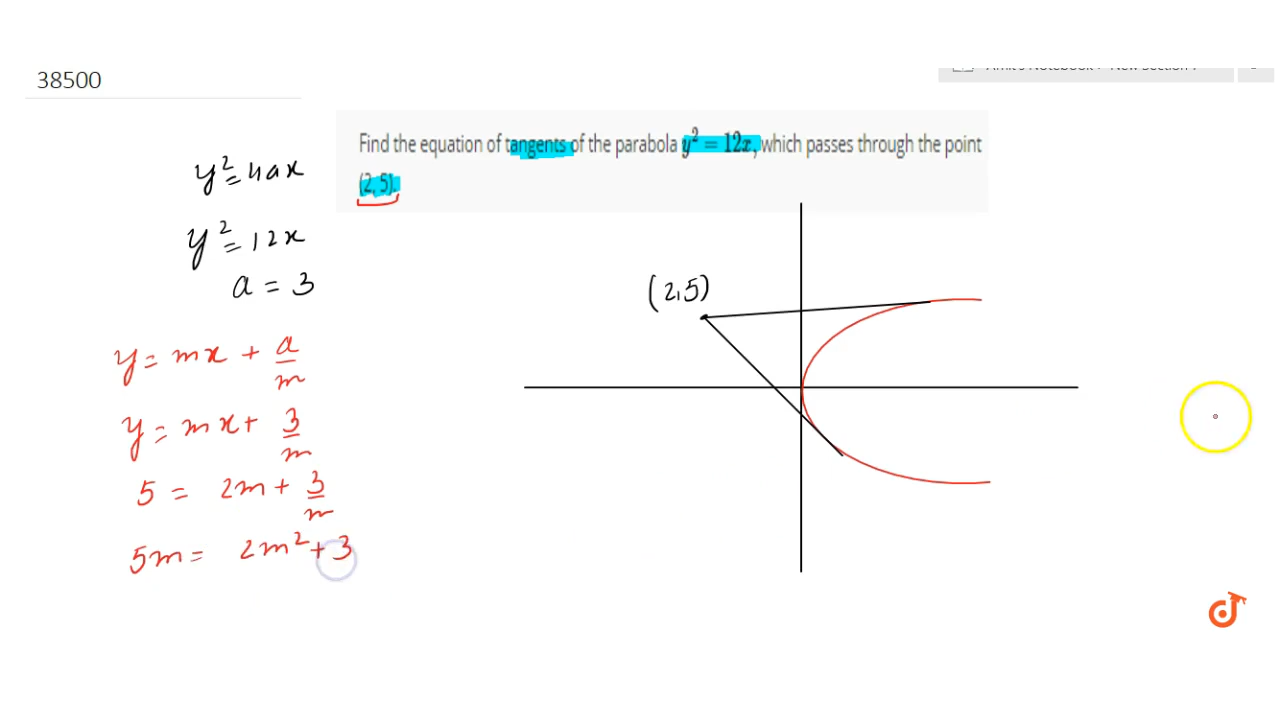 38500
Find the equation of tangents of the parabola y² = 12x, which passes through the point
(2, 5).
y² = 4ax
y² = 12x
a = 3
y = mx + a/m
y = mx + 3/m
5 = 2m + 3/m
5m = 2m² + 3
(2,5)